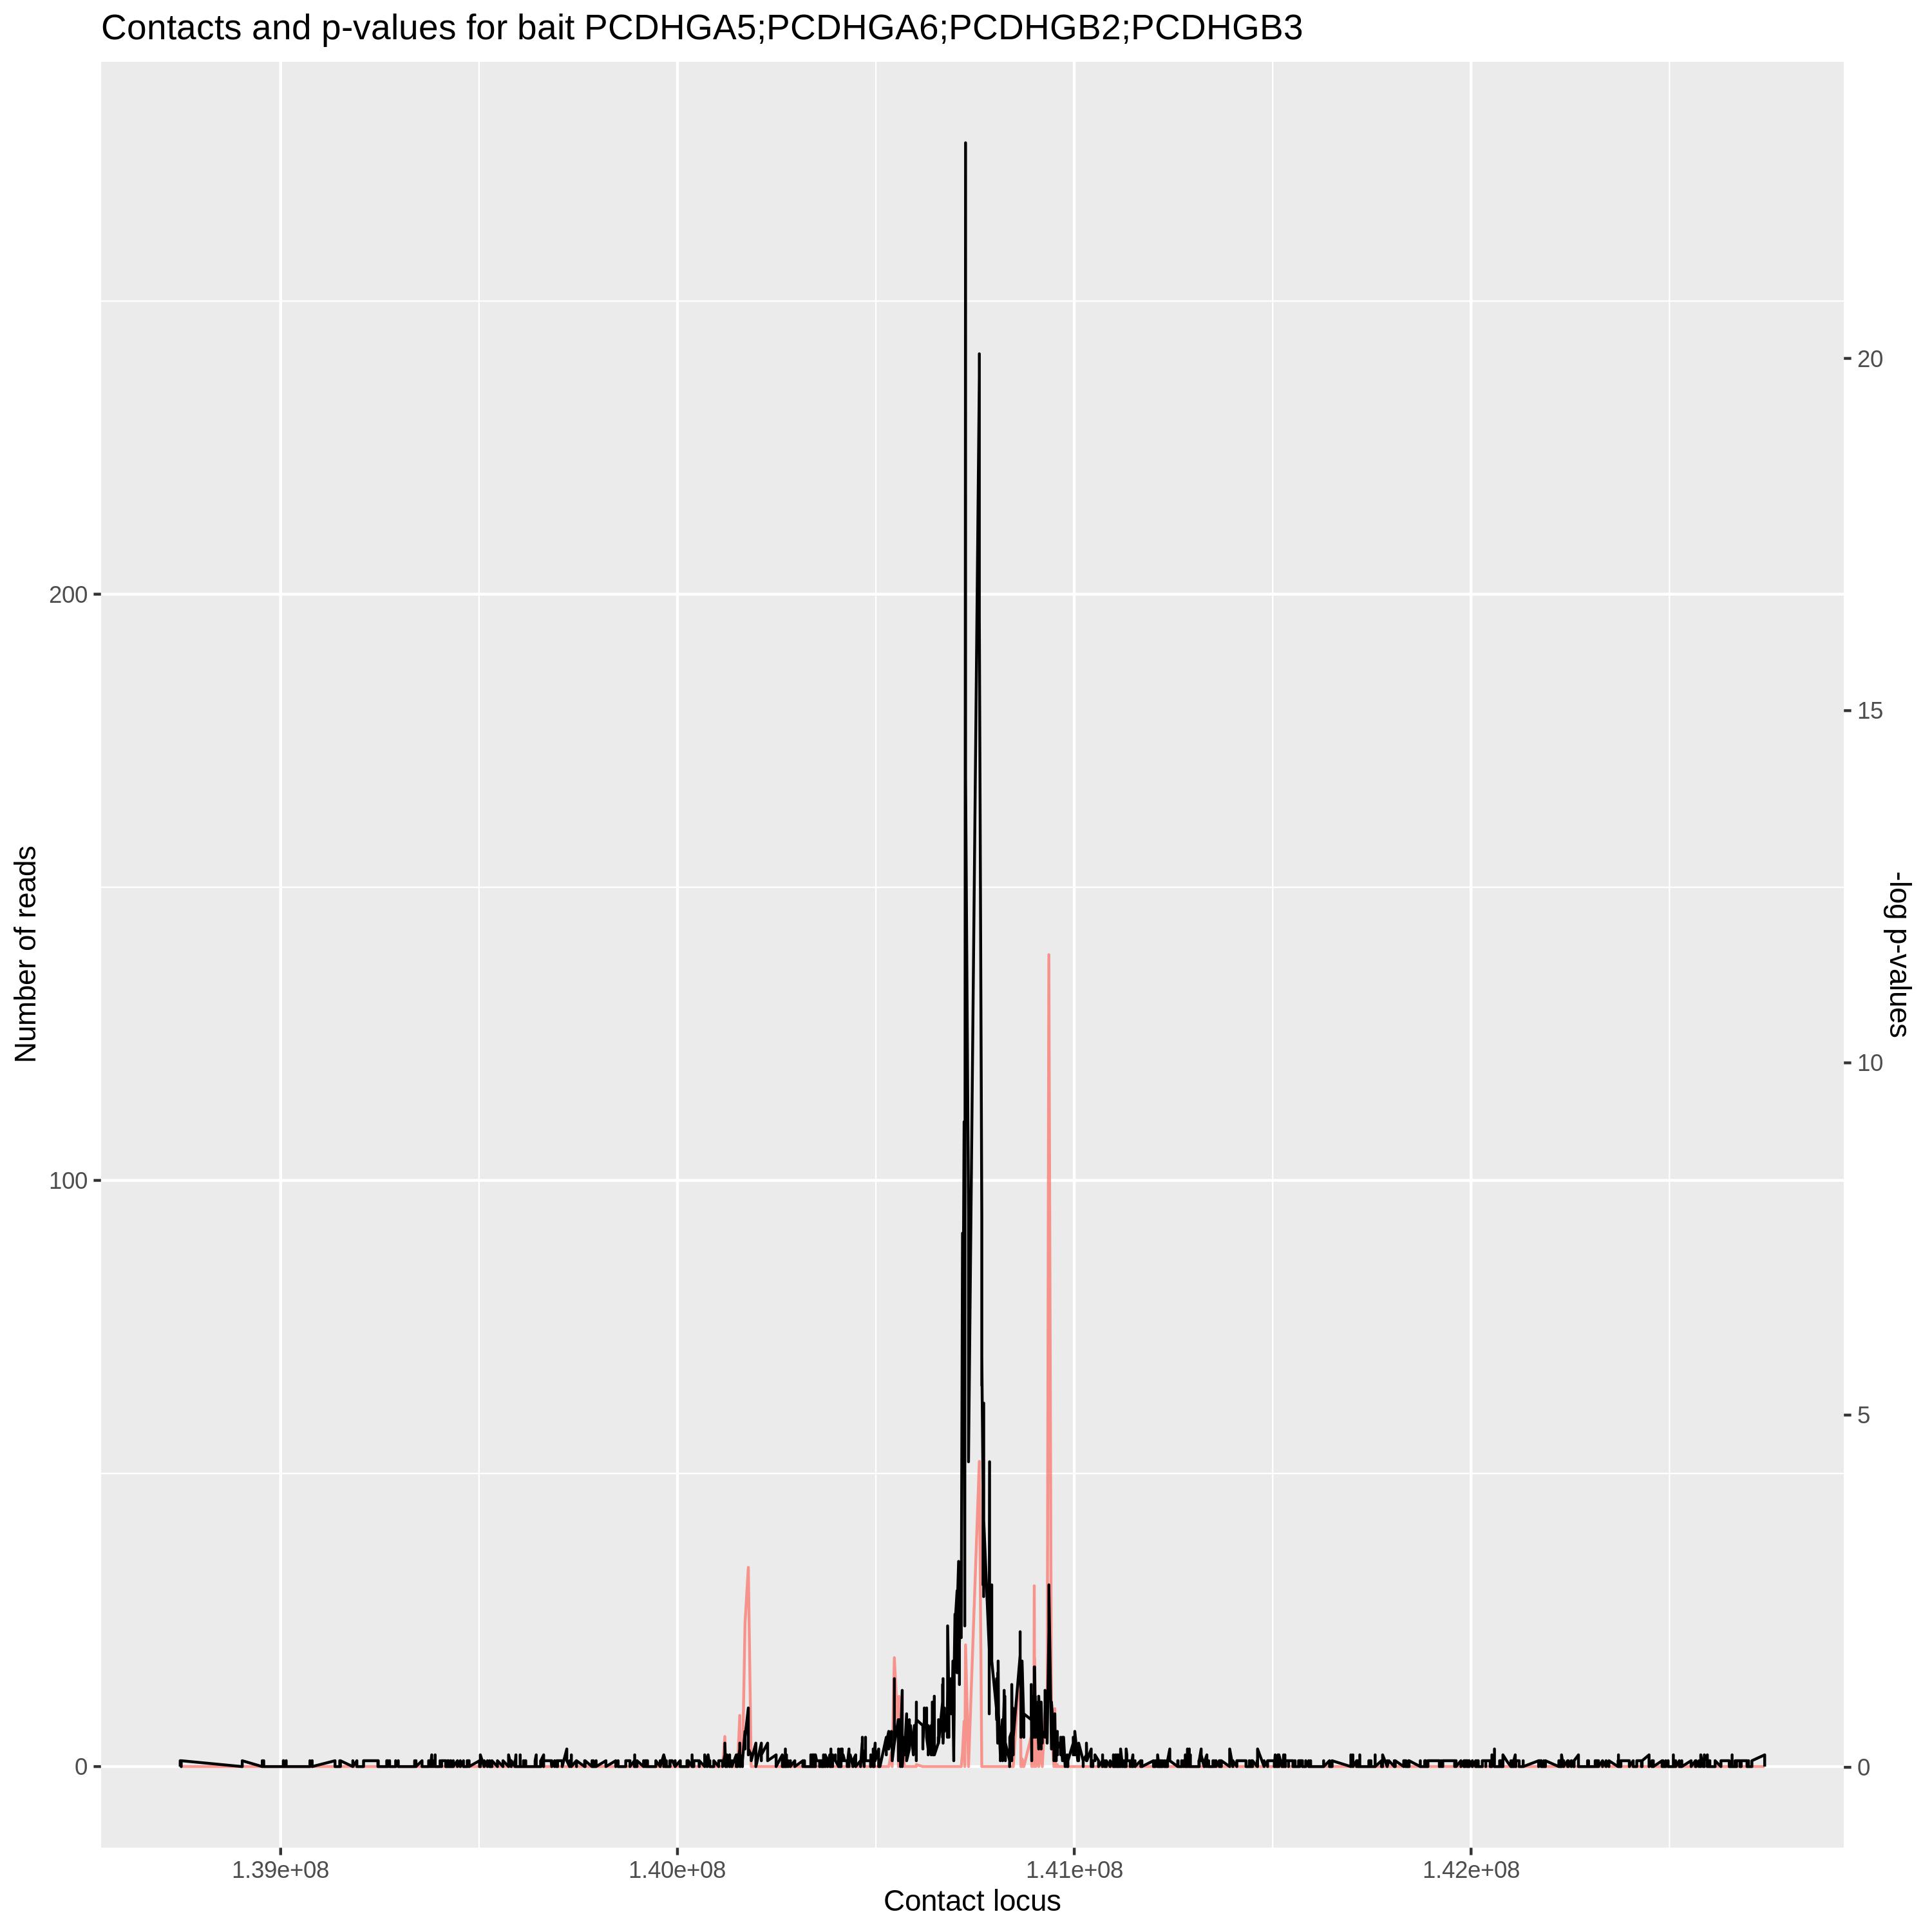 Contacts and p-values for bait PCDHGA5;PCDHGA6;PCDHGB2;PCDHGB3
Number of reads
200
100
0
20
15
10
5
0
-log p-values
1.39e+08
1.40e+08
1.41e+08
1.42e+08
Contact locus